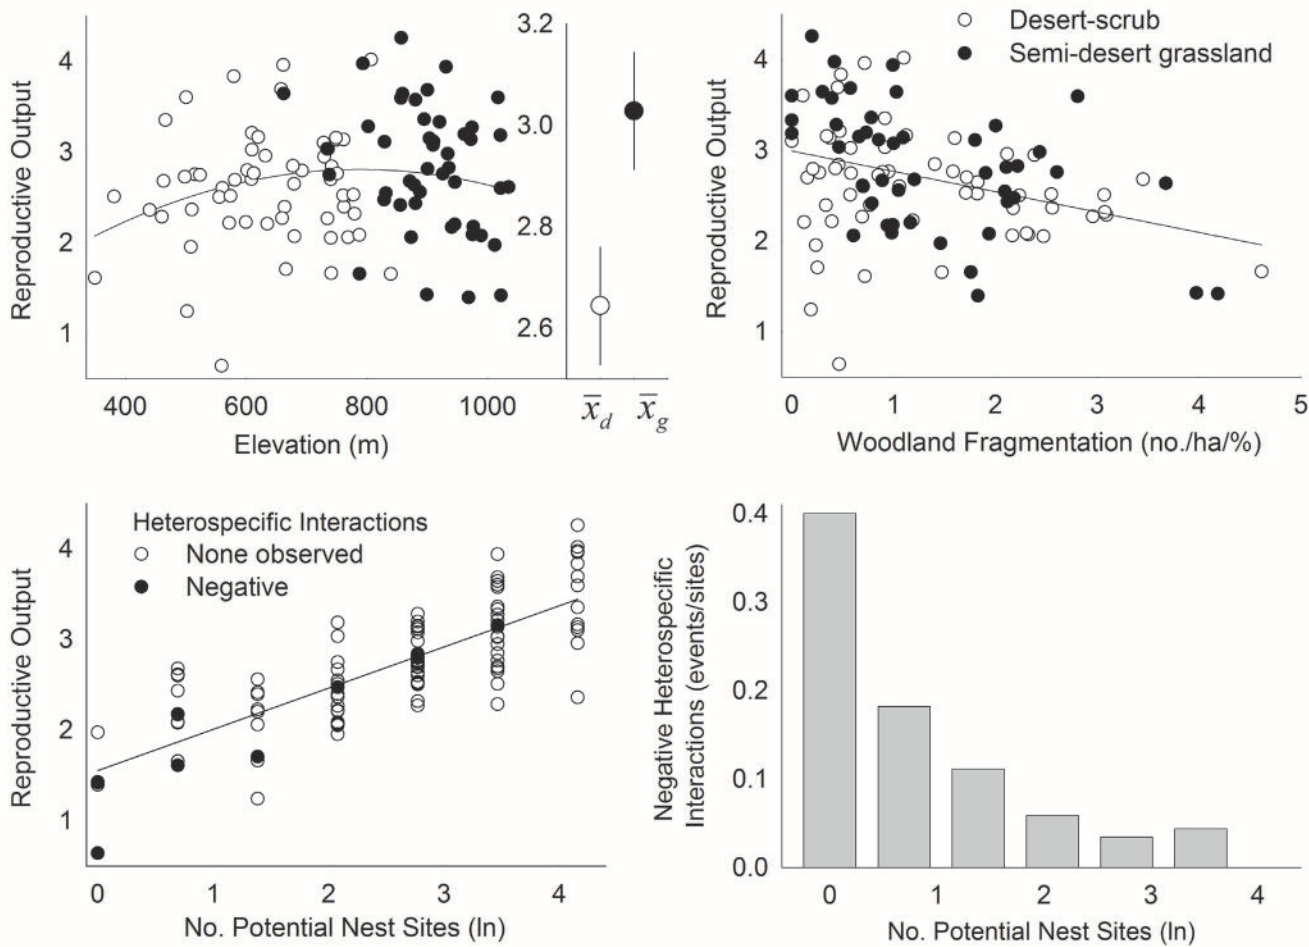 Reproductive Output
4
3
2
1
400
600
800
1000
Elevation (m)
3.2
3.0
2.8
2.6
x̄d
x̄g
Reproductive Output
4
3
2
1
0
1
2
3
4
5
Woodland Fragmentation (no./ha/%)
Desert-scrub
Semi-desert grassland
Reproductive Output
4
3
2
1
Heterospecific Interactions
None observed
Negative
0
1
2
3
4
No. Potential Nest Sites (ln)
Negative Heterospecific
Interactions (events/sites)
0.4
0.3
0.2
0.1
0.0
0
1
2
3
4
No. Potential Nest Sites (ln)